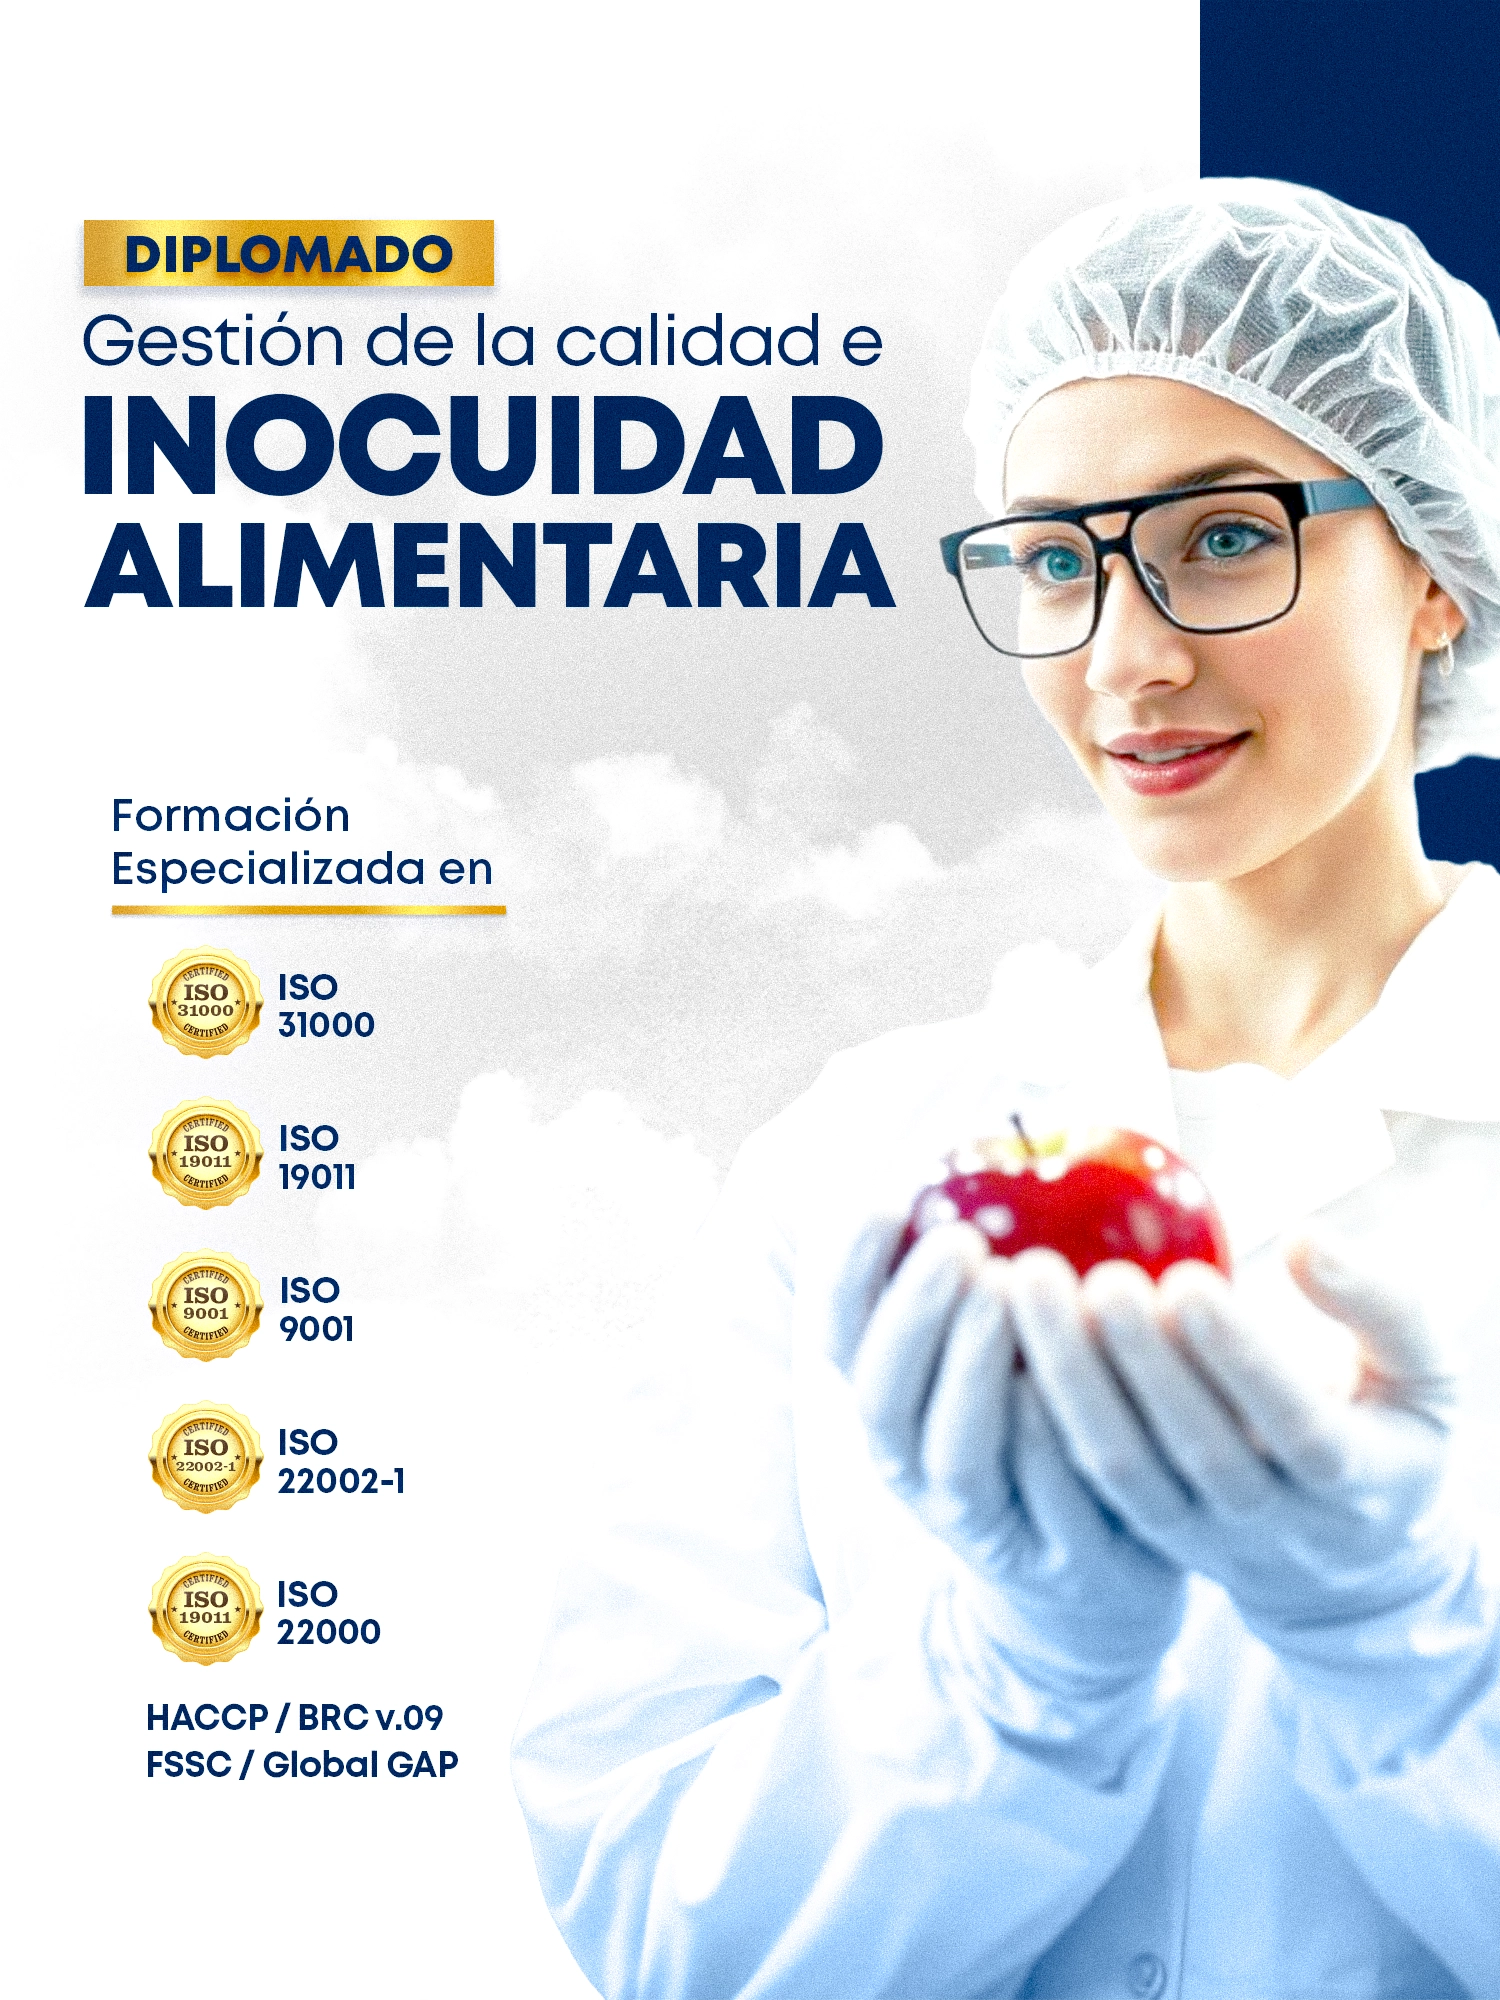 DIPLOMADO
Gestión de la calidad e
INOCUIDAD
ALIMENTARIA
Formación
Especializada en
CERTIFIED
ISO
31000
CERTIFIED
ISO
31000
CERTIFIED
ISO
19011
CERTIFIED
ISO
19011
CERTIFIED
ISO
9001
CERTIFIED
ISO
9001
CERTIFIED
ISO
22002-1
CERTIFIED
ISO
22002-1
CERTIFIED
ISO
19011
CERTIFIED
ISO
22000
HACCP / BRC v.09
FSSC / Global GAP